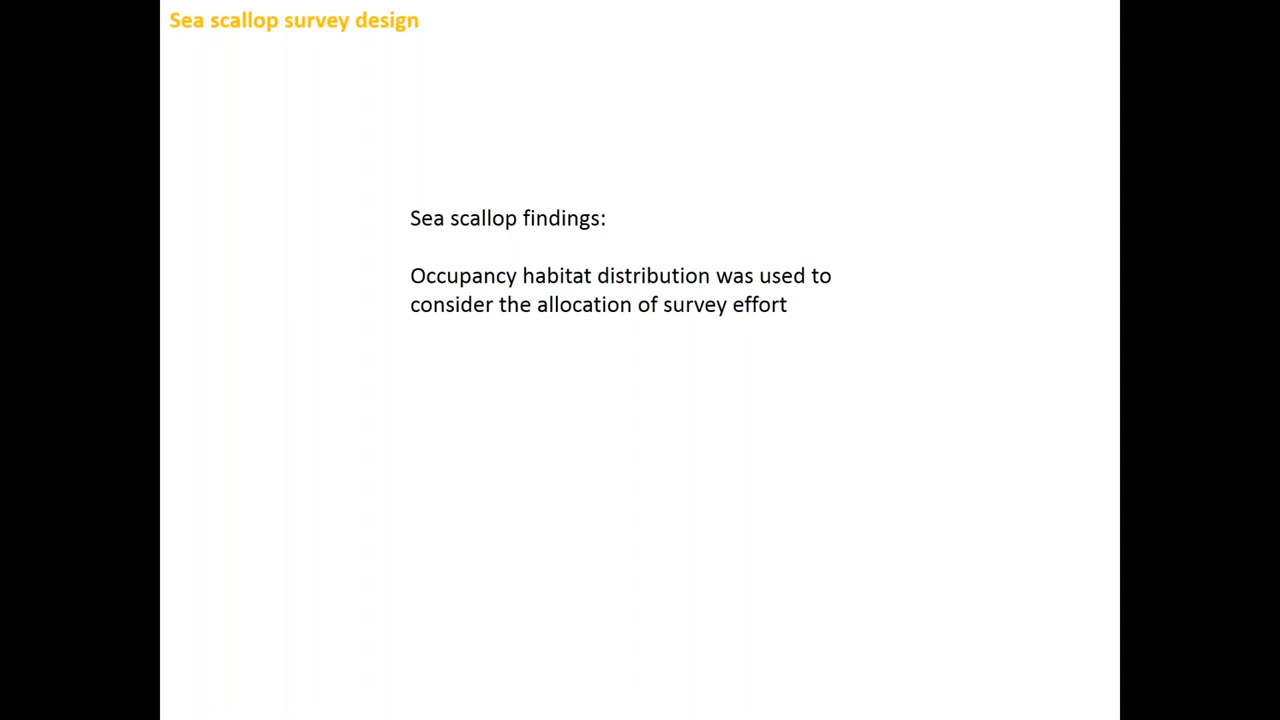 Sea scallop survey design
Sea scallop findings:
Occupancy habitat distribution was used to
consider the allocation of survey effort